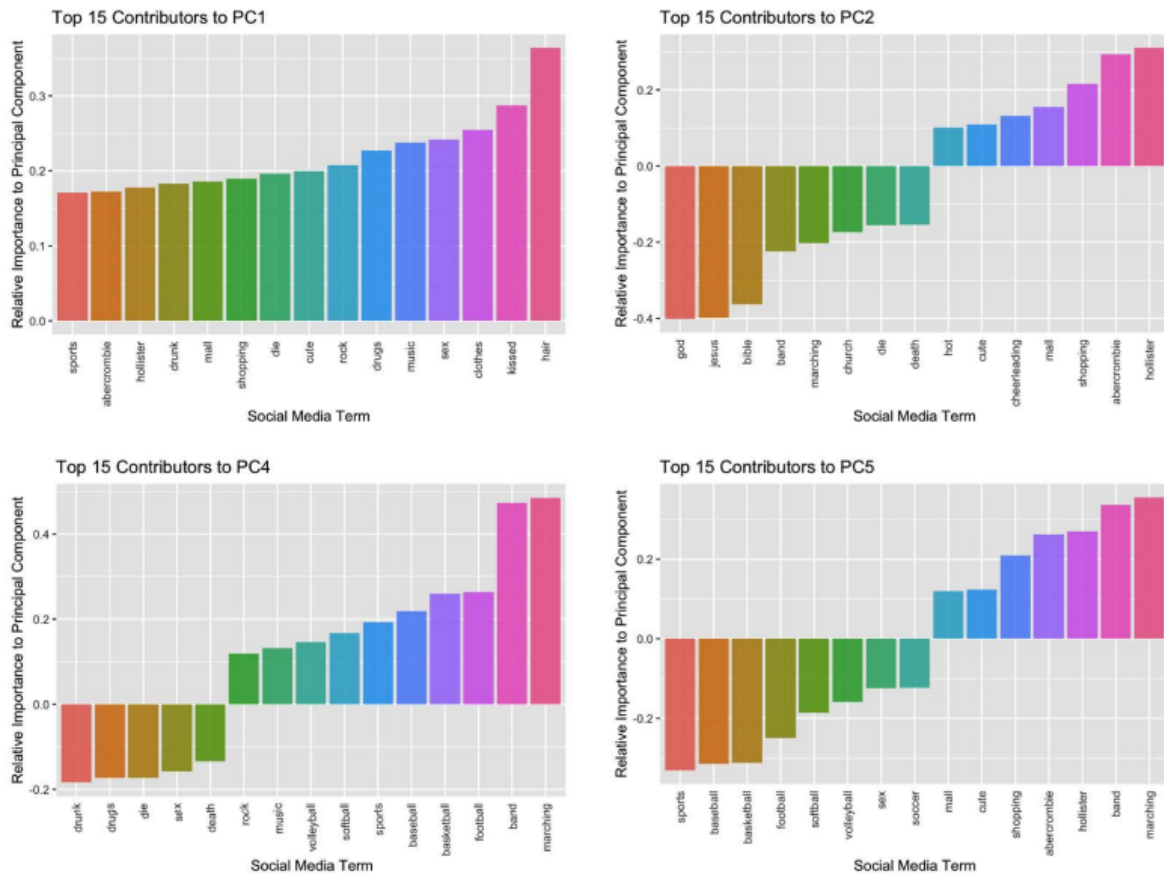 Top 15 Contributors to PC1
Relative Importance to Principal Component
0.3
0.2
0.1
0.0
sports
abercrombie
hollister
drunk
mall
shopping
die
cute
rock
drugs
music
sex
clothes
kissed
hair
Social Media Term
Top 15 Contributors to PC2
Relative Importance to Principal Component
0.2
0.0
-0.2
-0.4
god
jesus
bible
band
marching
church
die
death
hot
cute
cheerleading
mall
shopping
abercrombie
hollister
Social Media Term
Top 15 Contributors to PC4
Relative Importance to Principal Component
0.4
0.2
0.0
-0.2
drunk
drugs
die
sex
death
rock
music
volleyball
softball
sports
baseball
basketball
football
band
marching
Social Media Term
Top 15 Contributors to PC5
Relative Importance to Principal Component
0.2
0.0
-0.2
sports
baseball
basketball
football
softball
volleyball
sex
soccer
mall
cute
shopping
abercrombie
hollister
band
marching
Social Media Term